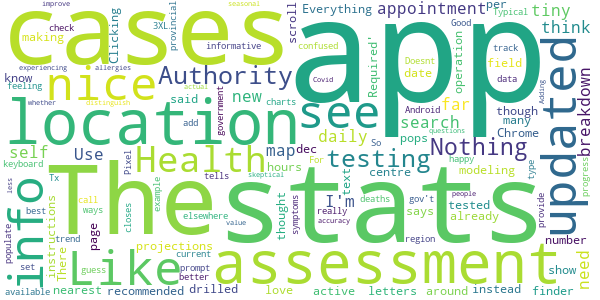 improve
seasonal
cases
app
per
appointment
tiny
3XL
provincial
check
making
Clicking
scroll
Everything
informative
Good
think
Typical
experiencing
allergies
nice
Authority
confused
Required'
Doesnt
track
updated
know
feeling
said
new
date
operation
field
data
breakdown
location
see
far
whether
distinguish
actual
government
Covid
Android
Adding
though
many
charts
add
search
So
questions
Nothing
self
Health
map
dec
daily
pops
Chrome
keyboard
Use
hours
testing
centre
happy
modeling
info
Tx
The
stats
Pixel
tells
For
elsewhere
text
I'm
deaths
gov't
type
progress
less
call
ways
example
closes
thought
skeptical
symptoms
really
says
tested
already
people
provide
best
page
value
accuracy
region
number
instructions
There
trend
projections
assessment
set
Like
guess
current
prompt
better
show
need
populate
available
nearest
recommended
drilled
love
active
letters
around
instead
finder